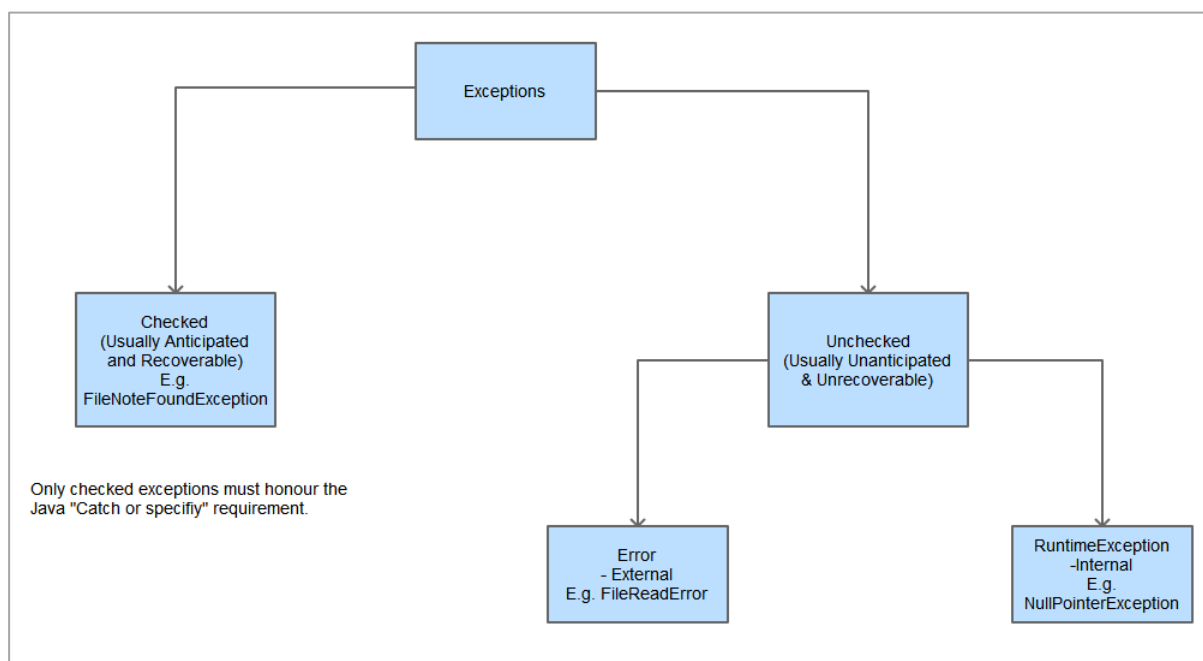 Exceptions
Checked
(Usually Anticipated
and Recoverable)
E.g.
FileNoteFoundException
Unchecked
(Usually Unanticipated
& Unrecoverable)
Only checked exceptions must honour the
Java "Catch or specifiy" requirement.
Error
- External
E.g. FileReadError
RuntimeException
-Internal
E.g.
NullPointerException